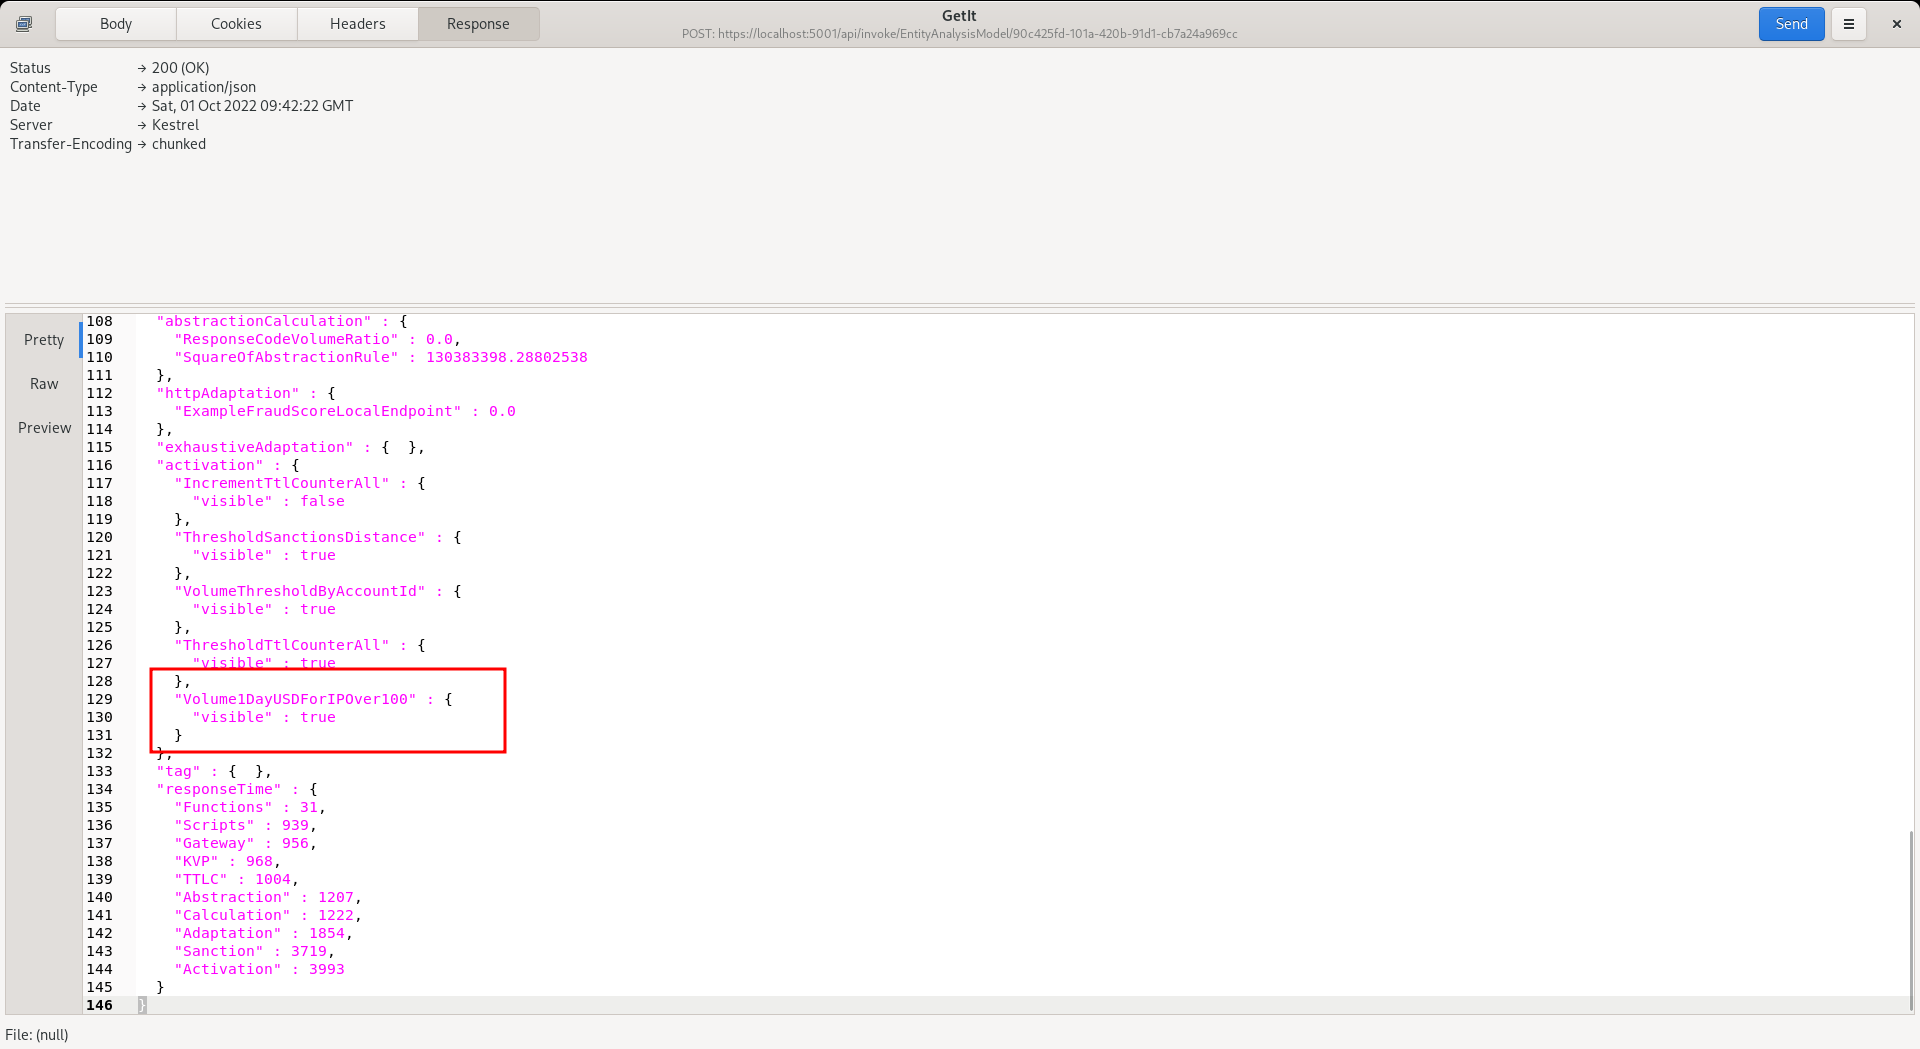 Body
Cookies
Headers
Response
GetIt
POST: https://localhost:5001/api/invoke/EntityAnalysisModel/90c425fd-101a-420b-91d1-cb7a24a969cc
Send
Status → 200 (OK)
Content-Type → application/json
Date → Sat, 01 Oct 2022 09:42:22 GMT
Server → Kestrel
Transfer-Encoding → chunked
Pretty
Raw
Preview
108 "abstractionCalculation" : {
109 "ResponseCodeVolumeRatio" : 0.0,
110 "SquareOfAbstractionRule" : 130383398.28802538
111 },
112 "httpAdaptation" : {
113 "ExampleFraudScoreLocalEndpoint" : 0.0
114 },
115 "exhaustiveAdaptation" : {  },
116 "activation" : {
117 "IncrementTtlCounterAll" : {
118 "visible" : false
119 },
120 "ThresholdSanctionsDistance" : {
121 "visible" : true
122 },
123 "VolumeThresholdByAccountId" : {
124 "visible" : true
125 },
126 "ThresholdTtlCounterAll" : {
127 "visible" : true
128 },
129 "Volume1DayUSDForIPOver100" : {
130 "visible" : true
131 }
132 },
133 "tag" : {  },
134 "responseTime" : {
135 "Functions" : 31,
136 "Scripts" : 939,
137 "Gateway" : 956,
138 "KVP" : 968,
139 "TTLC" : 1004,
140 "Abstraction" : 1207,
141 "Calculation" : 1222,
142 "Adaptation" : 1854,
143 "Sanction" : 3719,
144 "Activation" : 3993
145 }
146 }
File: (null)